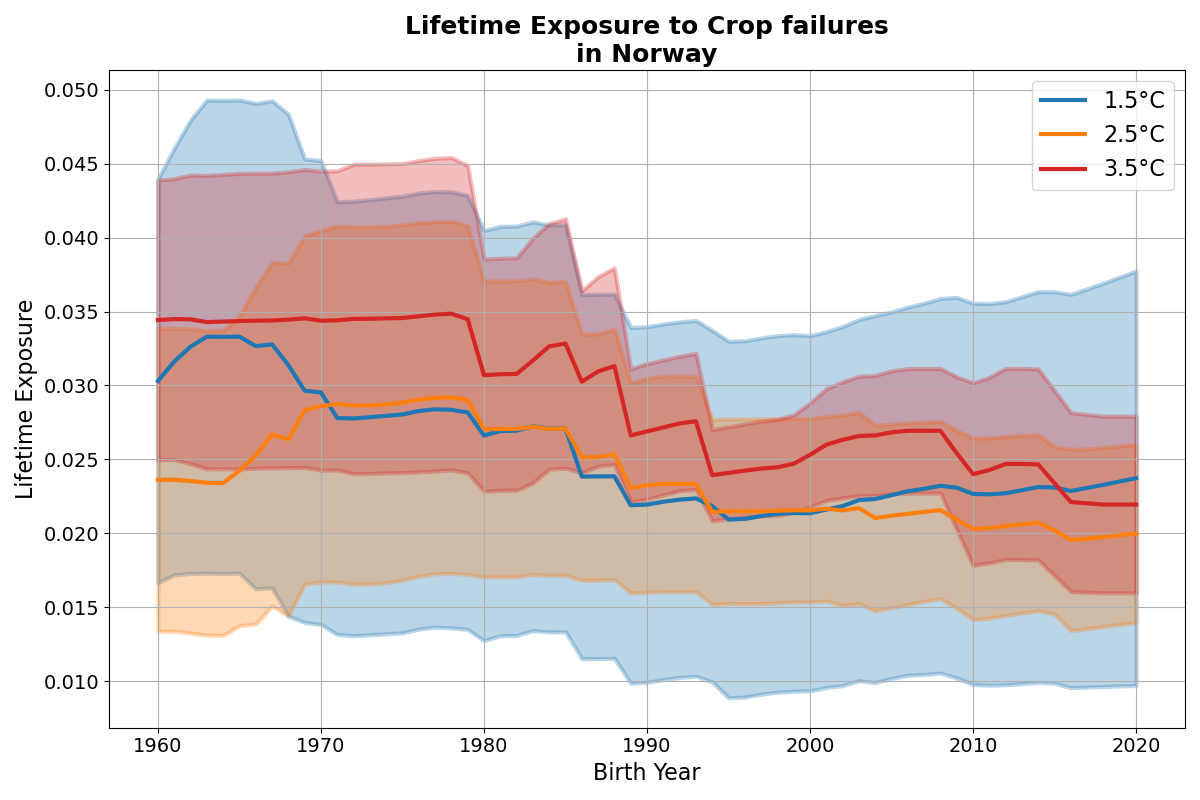 Lifetime Exposure to Crop failures
in Norway
1.5°C
2.5°C
3.5°C
Lifetime Exposure
0.050
0.045
0.040
0.035
0.030
0.025
0.020
0.015
0.010
1960 1970 1980 1990 2000 2010 2020
Birth Year